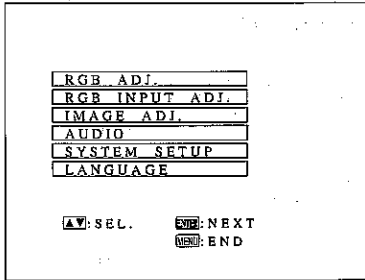 RGB ADJ.
RGB INPUT ADJ.
IMAGE ADJ.
AUDIO
SYSTEM SETUP
LANGUAGE
▲▼:SEL. ENTER:NEXT
MENU:END